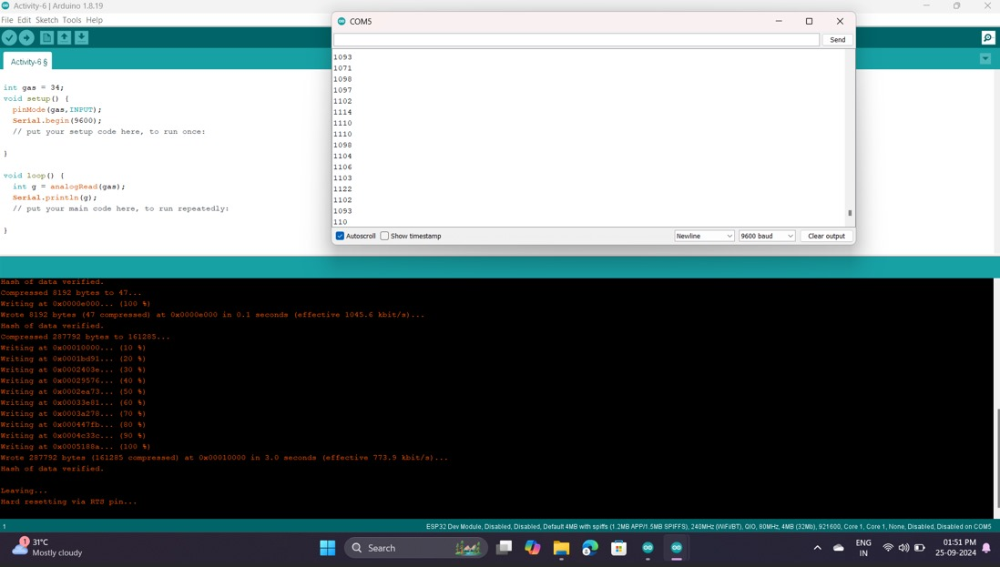 Activity-6 | Arduino 1.8.19
File Edit Sketch Tools Help
Activity-6 §
int gas = 34;
void setup() {
pinMode(gas,INPUT);
Serial.begin(9600);
// put your setup code here, to run once:
}
void loop() {
int g = analogRead(gas);
Serial.println(g);
// put your main code here, to run repeatedly:
}
COM5
Send
1093
1071
1098
1097
1102
1114
1110
1110
1098
1104
1106
1103
1122
1102
1093
110
Autoscroll Show timestamp Newline 9600 baud Clear output
Hash of data verified.
Compressed 8192 bytes to 47...
Writing at 0x0000e000... (100 %)
Wrote 8192 bytes (47 compressed) at 0x0000e000 in 0.1 seconds (effective 1045.6 kbit/s)...
Hash of data verified.
Compressed 287792 bytes to 161285...
Writing at 0x00010000... (10 %)
Writing at 0x0001bd91... (20 %)
Writing at 0x0002403e... (30 %)
Writing at 0x00029576... (40 %)
Writing at 0x0002ea73... (50 %)
Writing at 0x00033e81... (60 %)
Writing at 0x0003a278... (70 %)
Writing at 0x000447fb... (80 %)
Writing at 0x0004c33c... (90 %)
Writing at 0x0005188a... (100 %)
Wrote 287792 bytes (161285 compressed) at 0x00010000 in 3.0 seconds (effective 773.9 kbit/s)...
Hash of data verified.
Leaving...
Hard resetting via RTS pin...
1
ESP32 Dev Module, Disabled, Disabled, Default 4MB with spiffs (1.2MB APP/1.5MB SPIFFS), 240MHz (WiFi/BT), QIO, 80MHz, 4MB (32Mb), 921600, Core 1, Core 1, None, Disabled, Disabled on COM5
1
31°C
Mostly cloudy
Search
ENG
IN
01:51 PM
25-09-2024